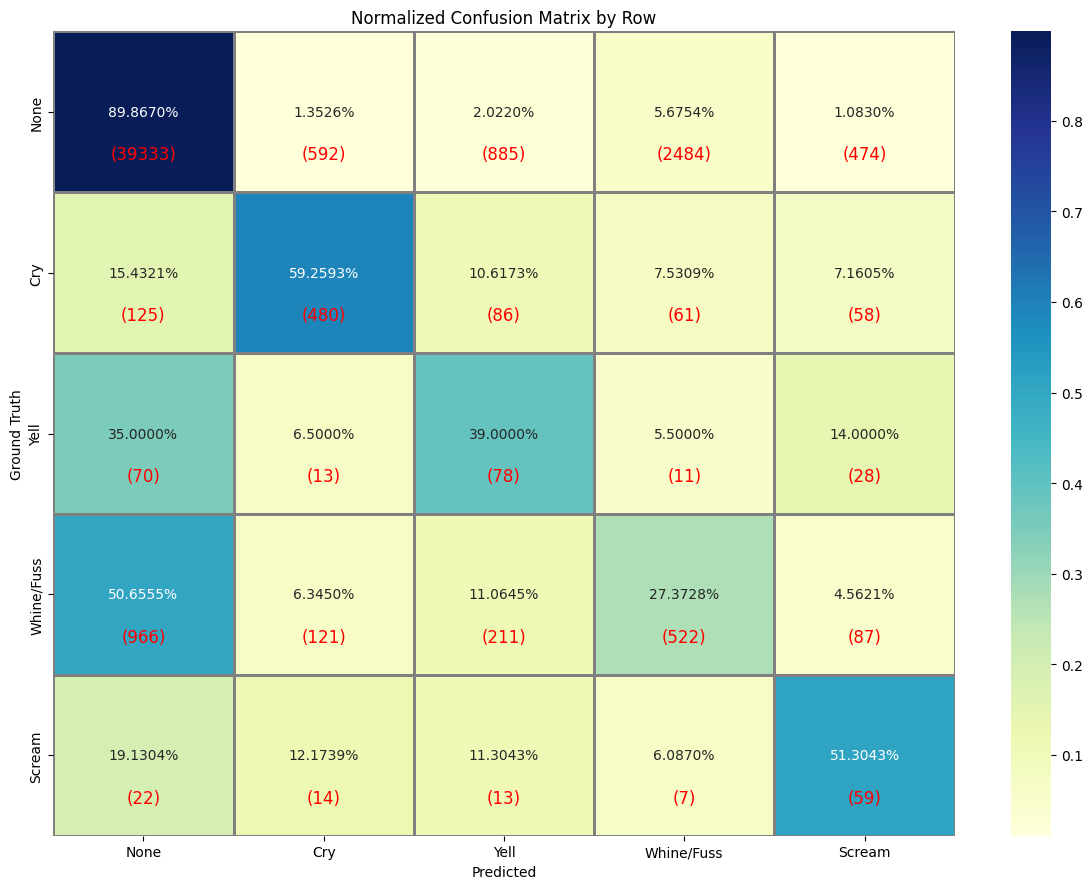 Normalized Confusion Matrix by Row
None
89.8670% 1.3526% 2.0220% 5.6754% 1.0830%
(39333) (592) (885) (2484) (474)
Cry
15.4321% 59.2593% 10.6173% 7.5309% 7.1605%
(125) (480) (86) (61) (58)
Ground Truth
Yell
35.0000% 6.5000% 39.0000% 5.5000% 14.0000%
(70) (13) (78) (11) (28)
Whine/Fuss
50.6555% 6.3450% 11.0645% 27.3728% 4.5621%
(966) (121) (211) (522) (87)
Scream
19.1304% 12.1739% 11.3043% 6.0870% 51.3043%
(22) (14) (13) (7) (59)
None Cry Yell Whine/Fuss Scream
Predicted
0.8
0.7
0.6
0.5
0.4
0.3
0.2
0.1